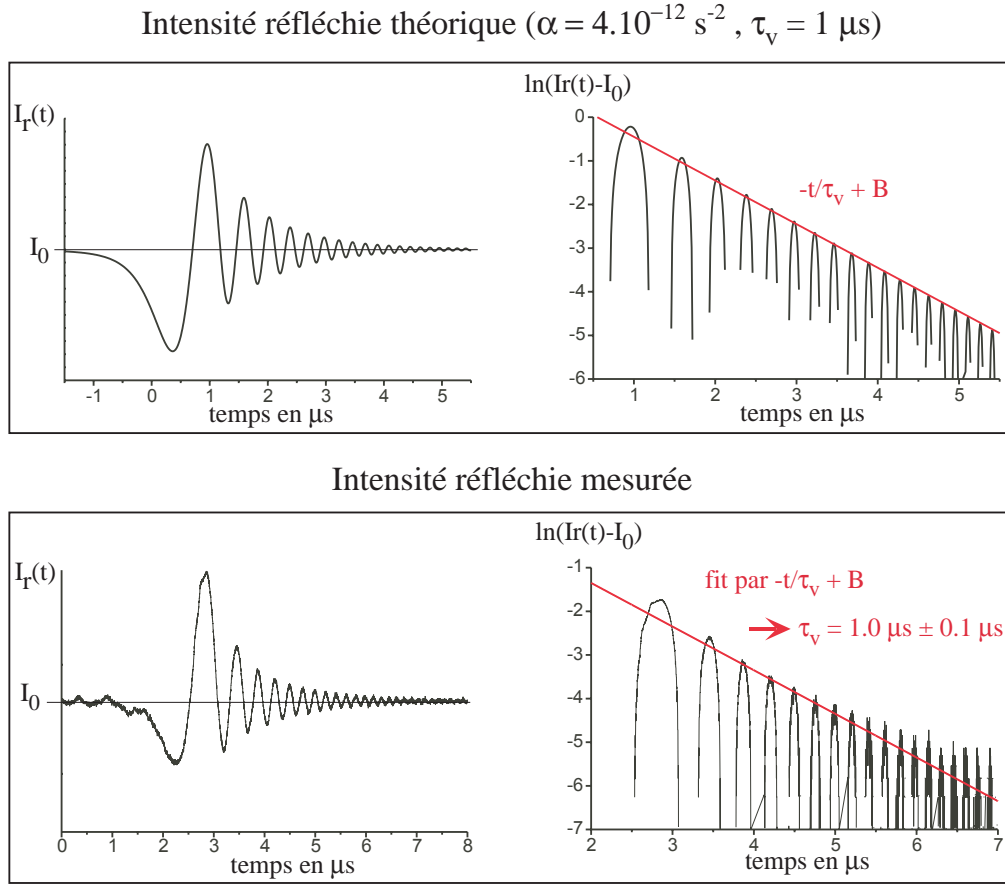 Intensité réfléchie théorique (α = 4.10⁻¹² s⁻² , τᵥ = 1 μs)
Iᵣ(t)
I₀
-1 0 1 2 3 4 5
temps en μs
ln(Ir(t)-I₀)
0
-1
-2
-3
-4
-5
-6
-t/τᵥ + B
1 2 3 4 5
temps en μs
Intensité réfléchie mesurée
Iᵣ(t)
I₀
0 1 2 3 4 5 6 7 8
temps en μs
ln(Ir(t)-I₀)
-1
-2
-3
-4
-5
-6
-7
fit par -t/τᵥ + B
τᵥ = 1.0 μs ± 0.1 μs
2 3 4 5 6 7
temps en μs